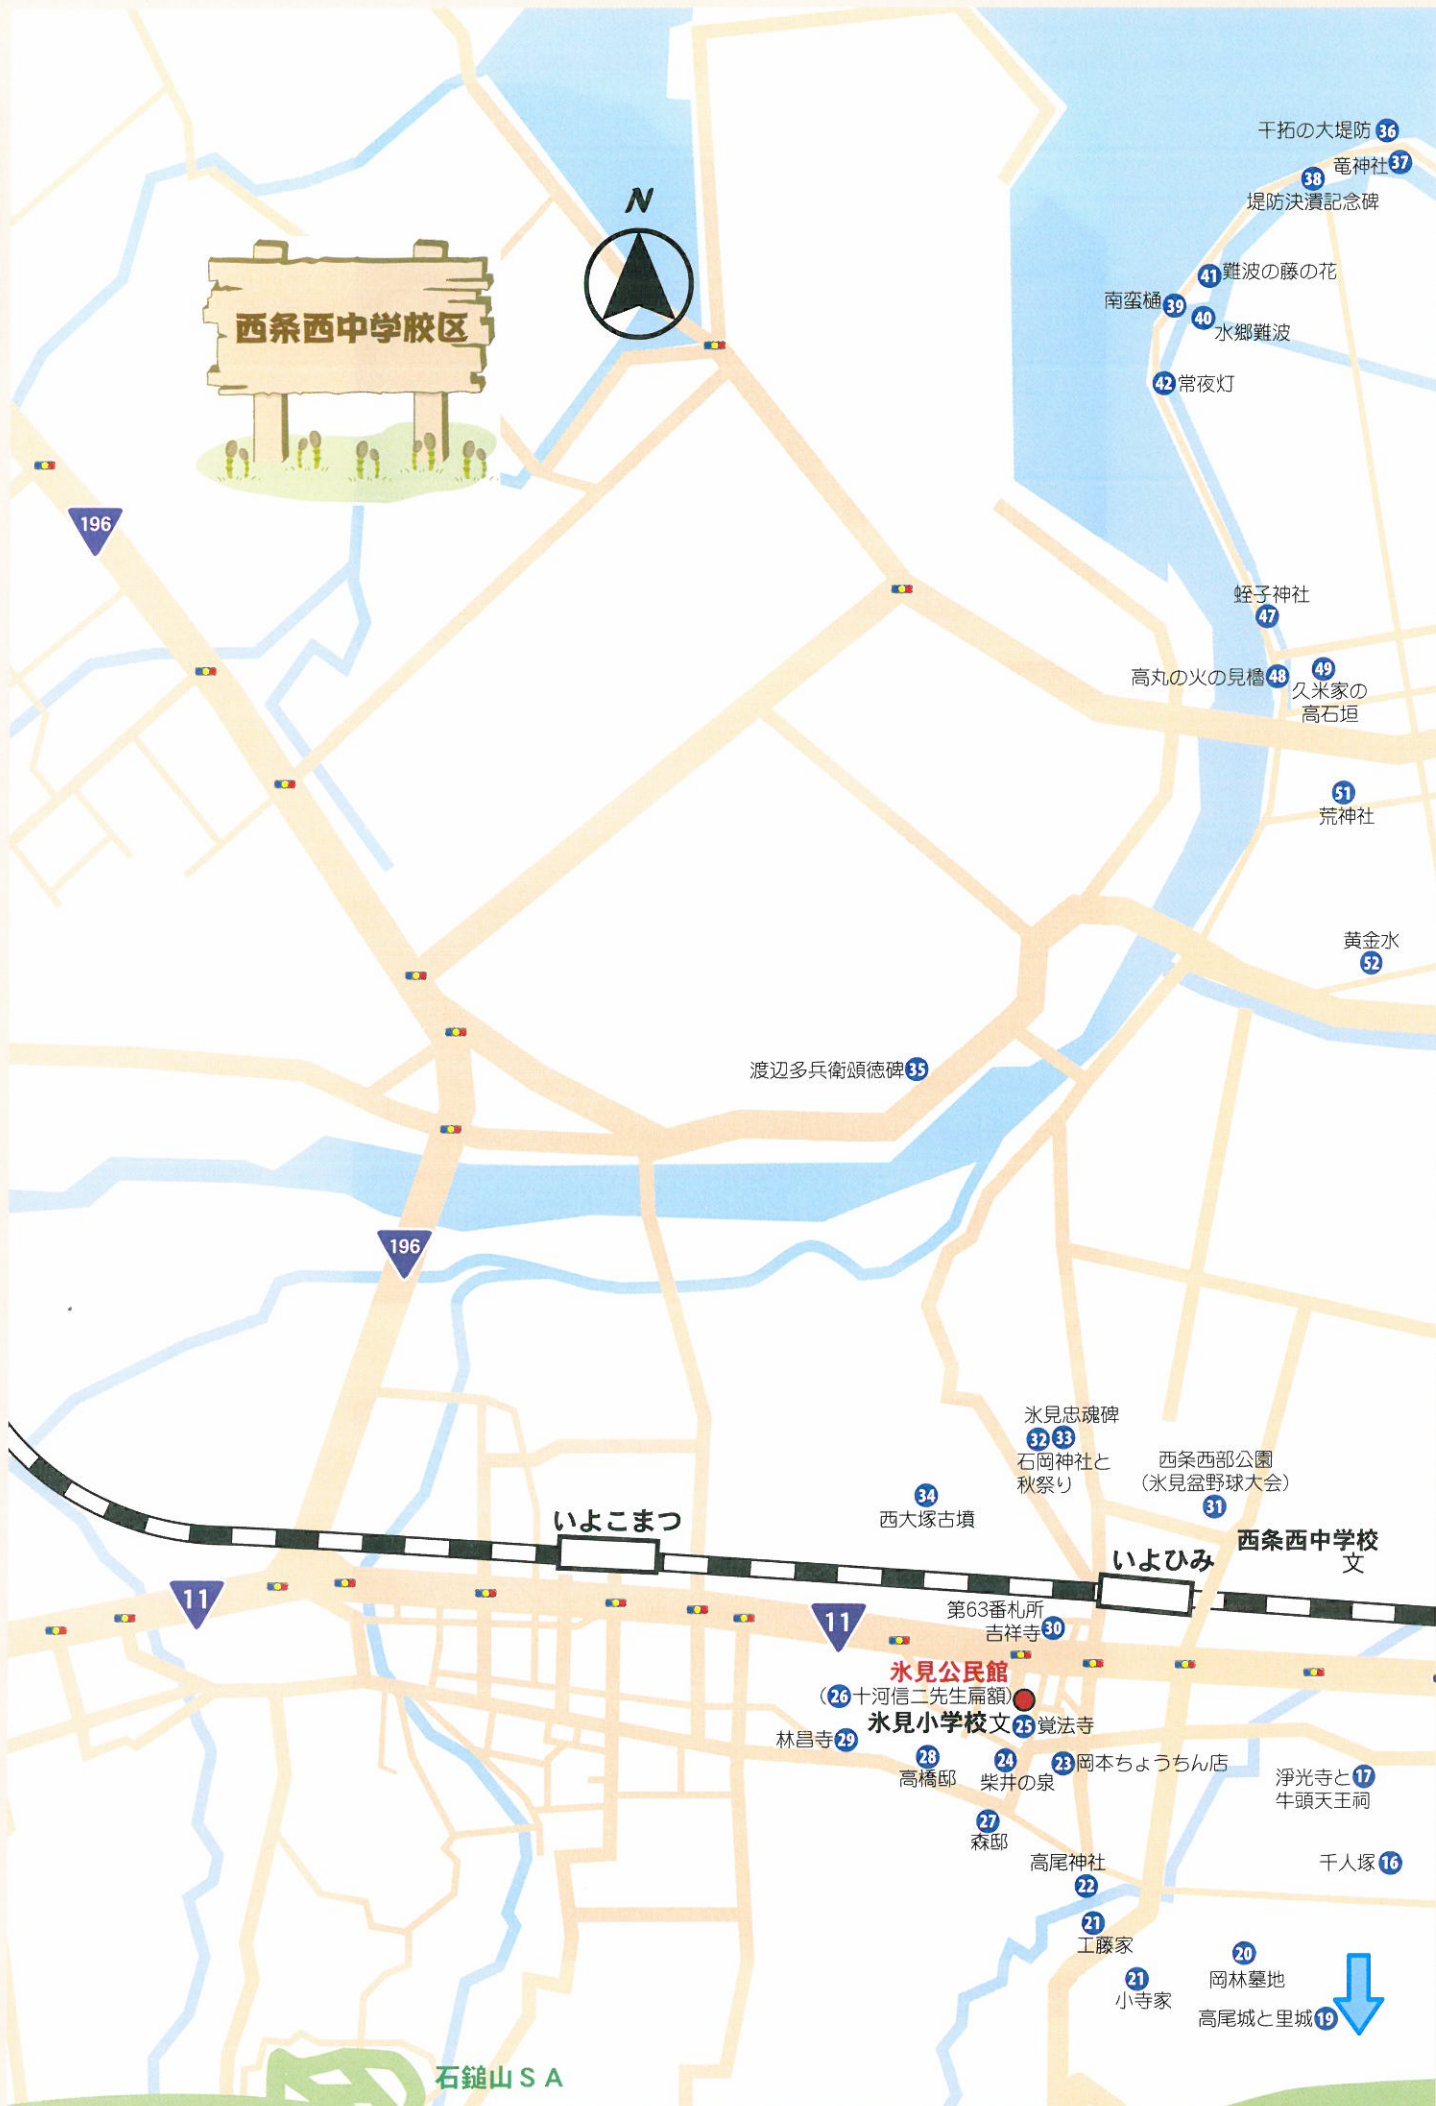 干拓の大堤防 36
竜神社 37
38
堤防決潰記念碑
N
41 難波の藤の花
南蛮樋 39
40
水郷難波
西条西中学校区
42 常夜灯
196
蛭子神社
47
高丸の火の見櫓 48
49
久米家の
高石垣
51
荒神社
黄金水
52
渡辺多兵衛頌徳碑 35
196
氷見忠魂碑
32 33
石岡神社と
秋祭り
西条西部公園
(氷見盆野球大会)
31
34
西大塚古墳
いよこまつ
西条西中学校
文
いよひみ
11
11
第63番札所
吉祥寺 30
氷見公民館
(26 十河信二先生扁額)
氷見小学校 文 25 覚法寺
林昌寺 29
28
高橋邸
24
柴井の泉
23 岡本ちょうちん店
浄光寺と 17
牛頭天王祠
27
森邸
高尾神社
22
千人塚 16
21
工藤家
20
岡林墓地
21
小寺家
高尾城と里城 19
石鎚山SA